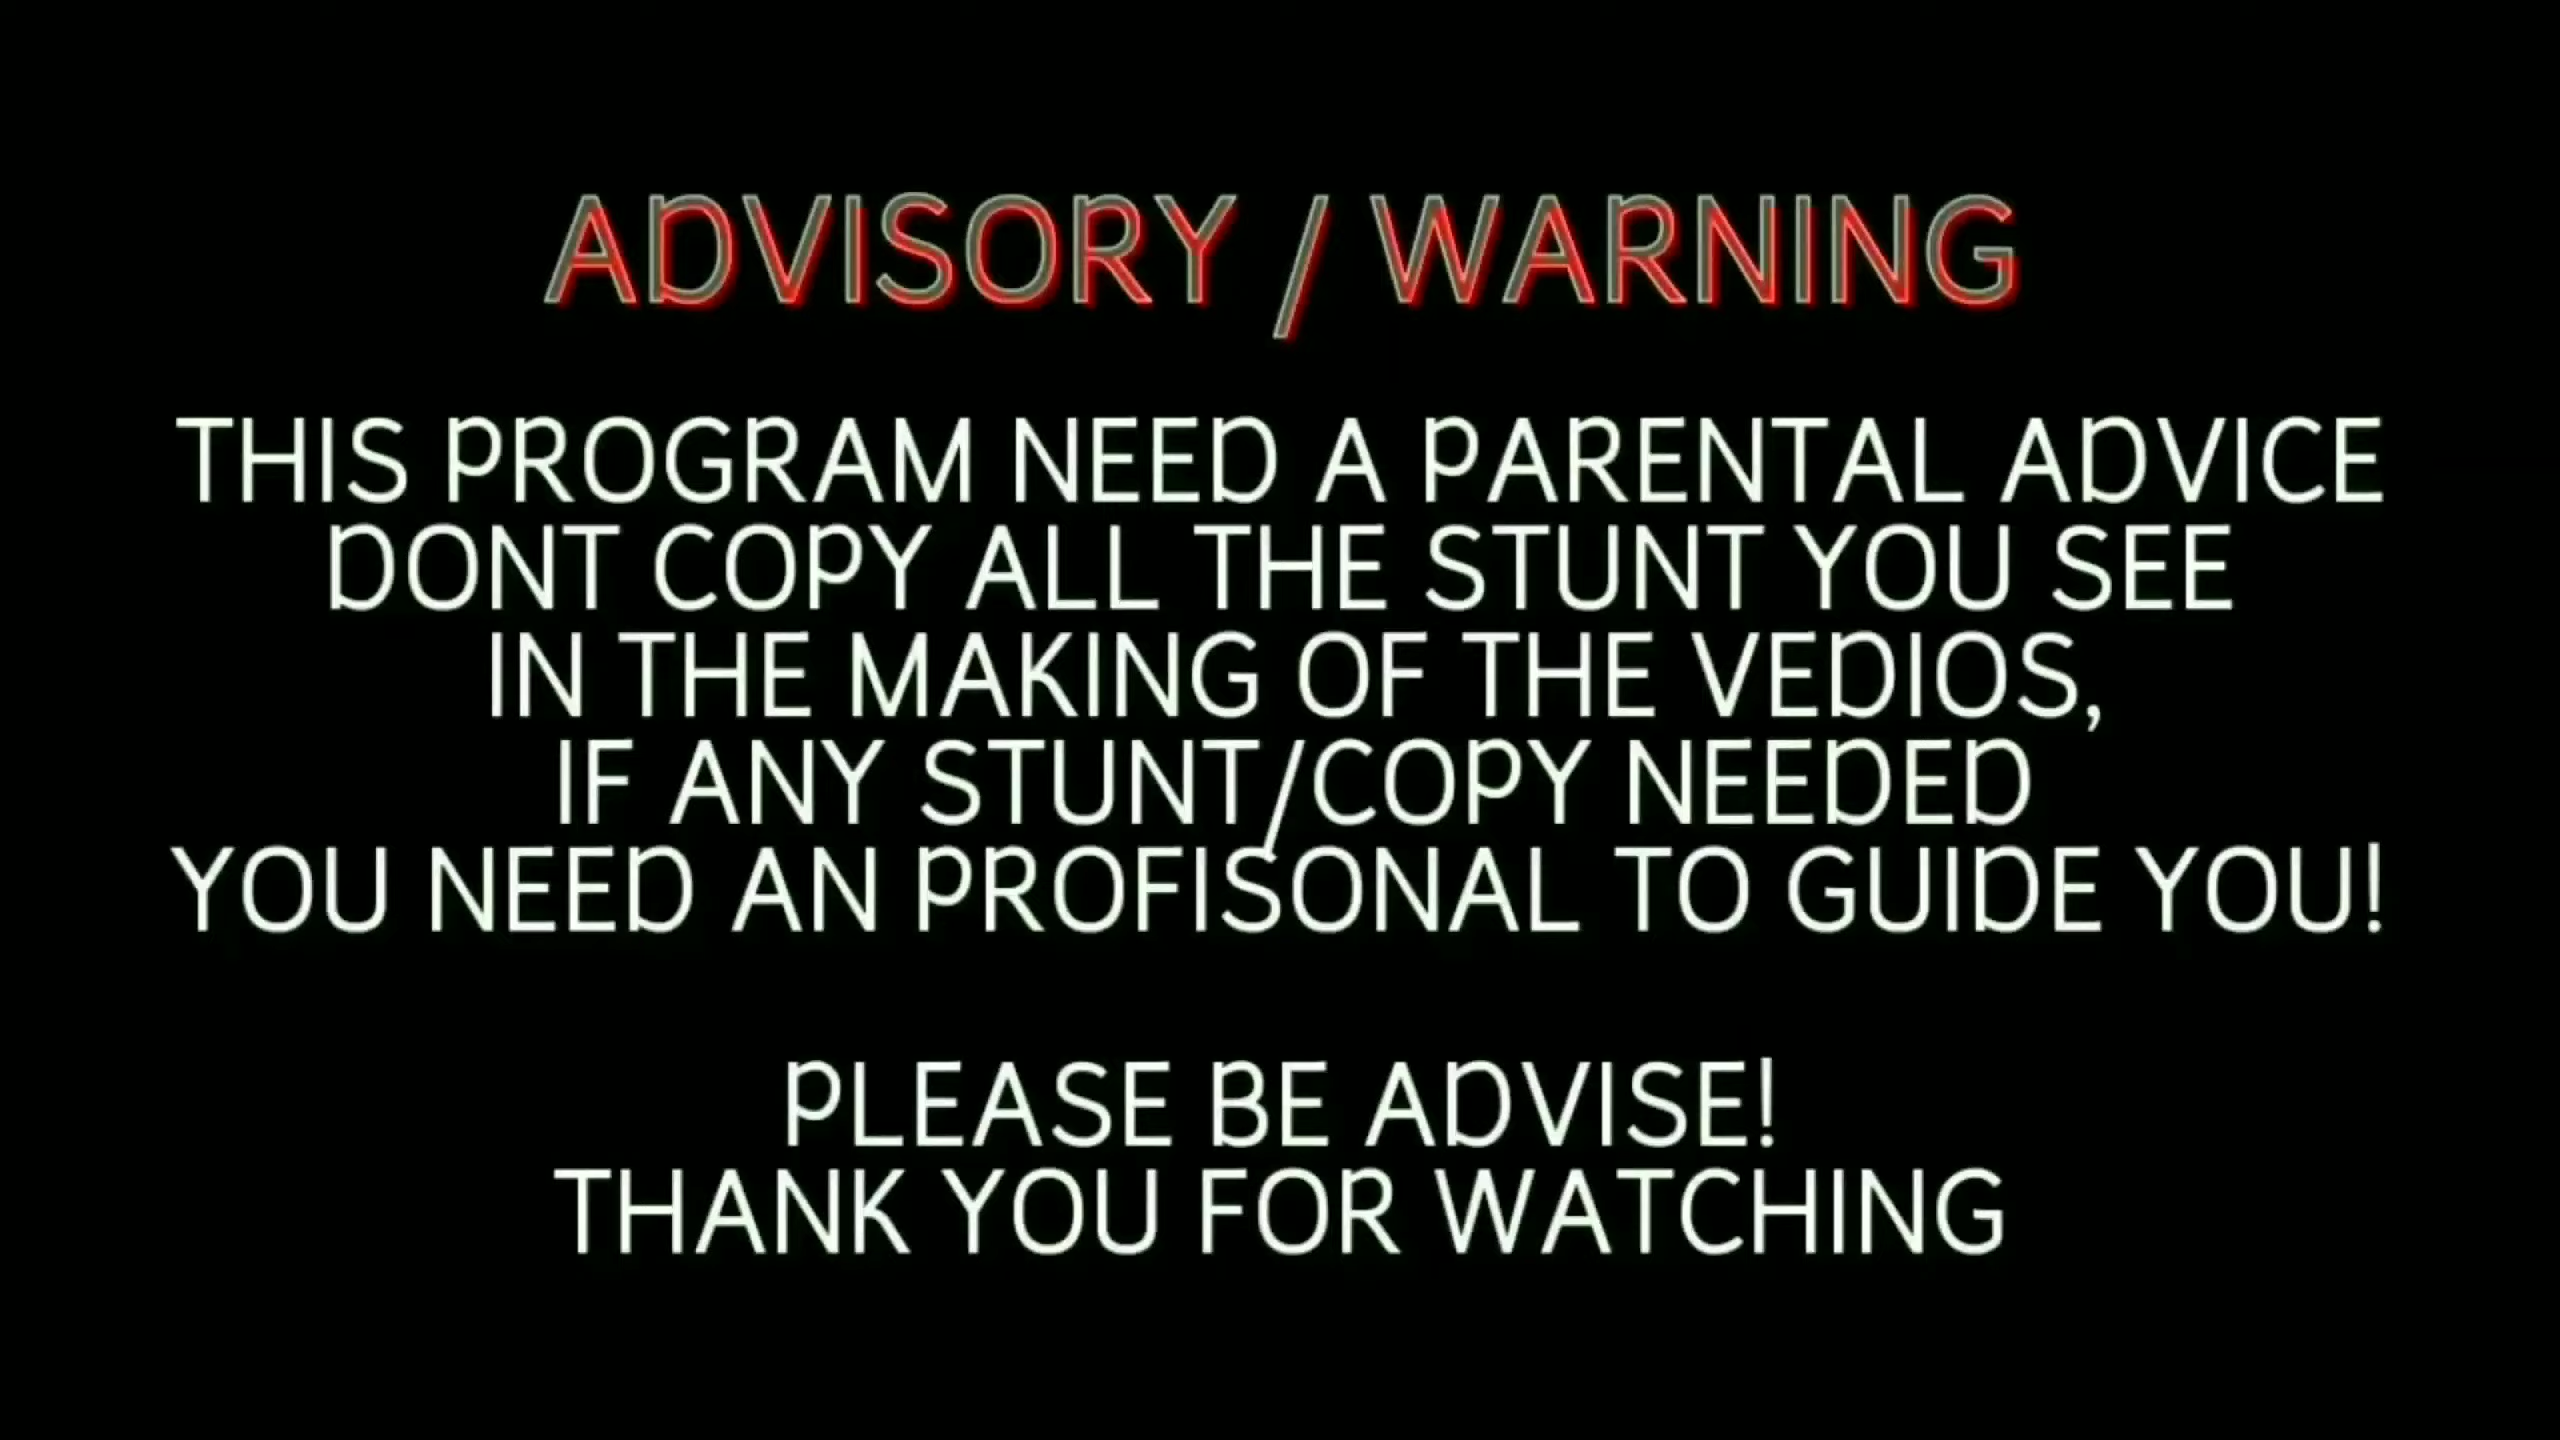 ADVISORY / WARNING
THIS PROGRAM NEED A PARENTAL ADVICE
DONT COPY ALL THE STUNT YOU SEE
IN THE MAKING OF THE VEDIOS,
IF ANY STUNT/COPY NEEDED
YOU NEED AN PROFISONAL TO GUIDE YOU!
PLEASE BE ADVISE!
THANK YOU FOR WATCHING